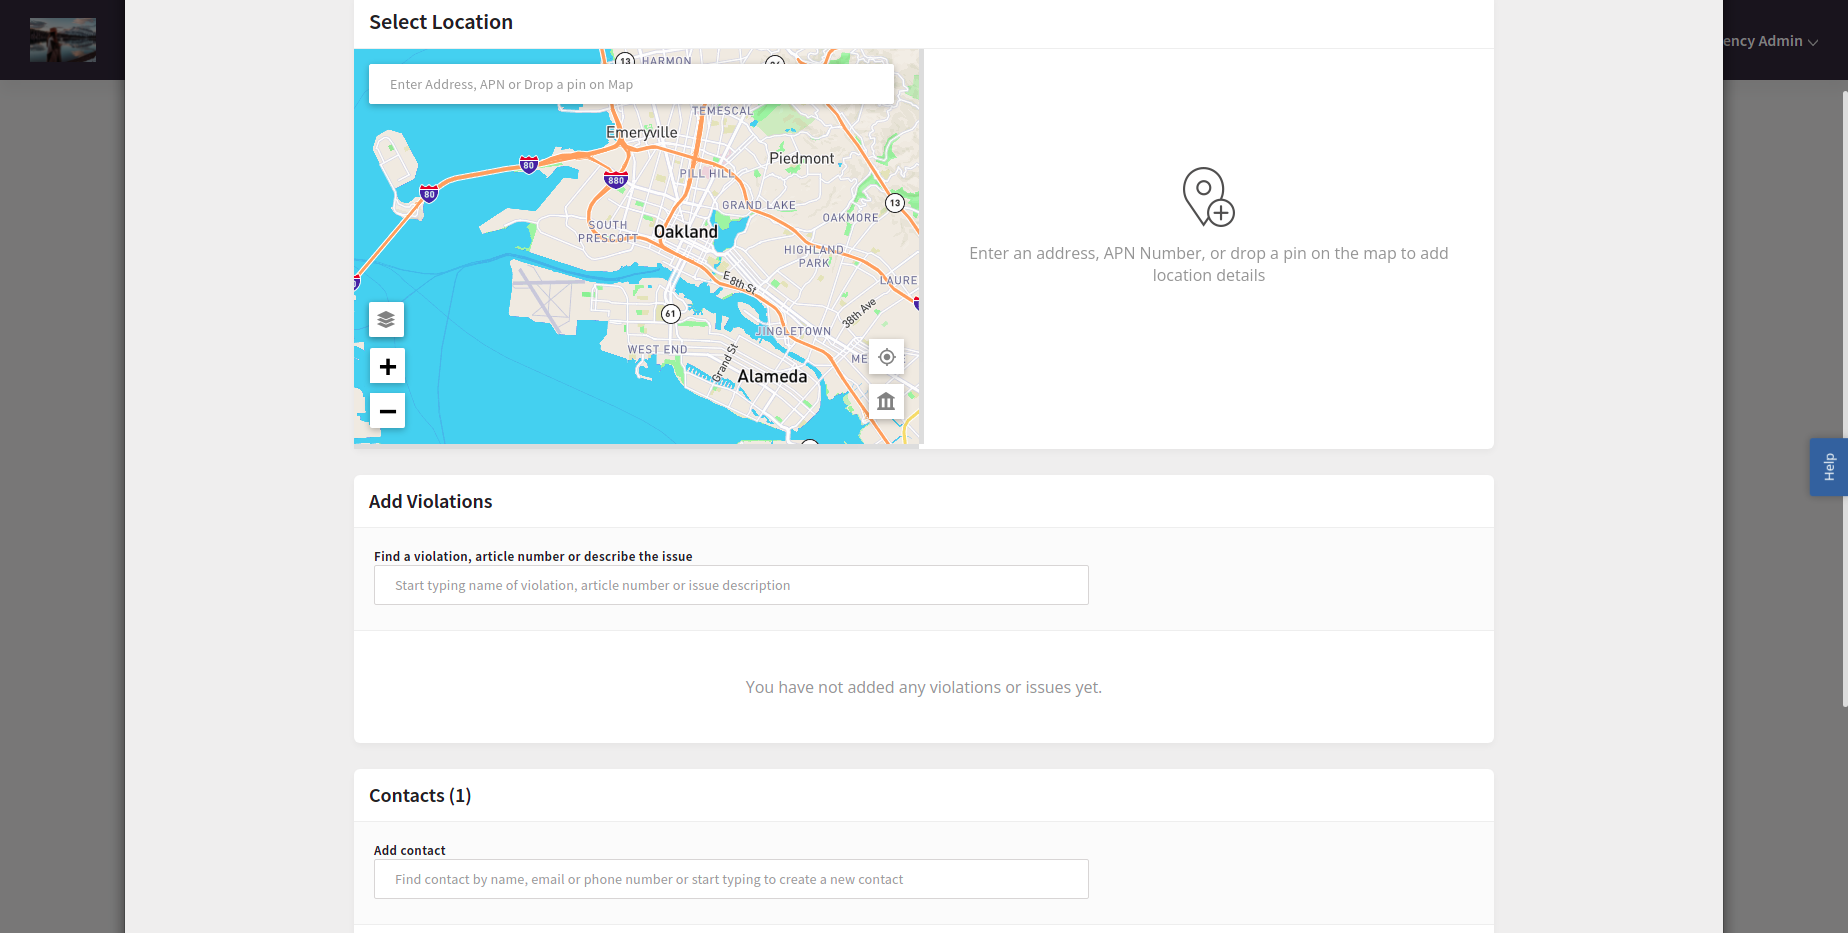 Select Location
ency Admin
Enter Address, APN or Drop a pin on Map
13
HARMON
TEMESCAL
Emeryville
Piedmont
80
PILL HILL
880
80
13
GRAND LAKE
OAKMORE
SOUTH
PRESCOTT
Oakland
HIGHLAND
PARK
E 8th St
LAURE
38th Ave
61
JINGLETOWN
WEST END
Grand St
ME
Alameda
Enter an address, APN Number, or drop a pin on the map to add
location details
Help
Add Violations
Find a violation, article number or describe the issue
Start typing name of violation, article number or issue description
You have not added any violations or issues yet.
Contacts (1)
Add contact
Find contact by name, email or phone number or start typing to create a new contact